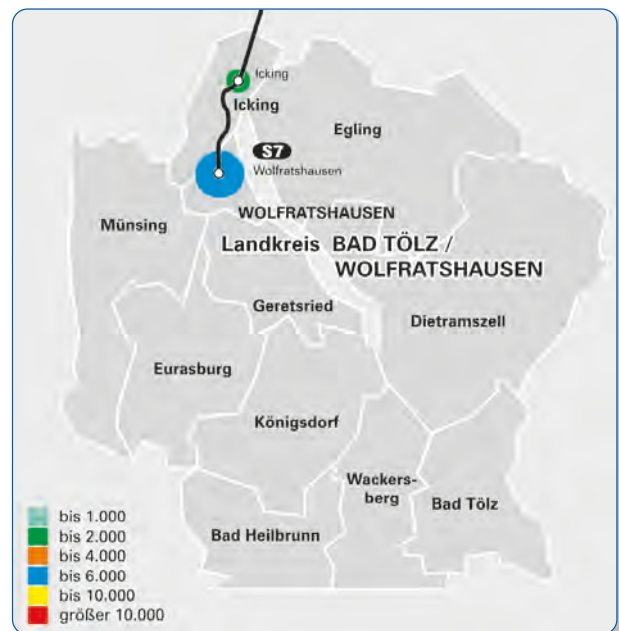 Icking
Icking
Egling
S7
Wolfratshausen
WOLFRATSHAUSEN
Münsing
Landkreis BAD TÖLZ /
WOLFRATSHAUSEN
Geretsried
Dietramszell
Eurasburg
Königsdorf
Wackers-
berg
Bad Tölz
Bad Heilbrunn
bis 1.000
bis 2.000
bis 4.000
bis 6.000
bis 10.000
größer 10.000